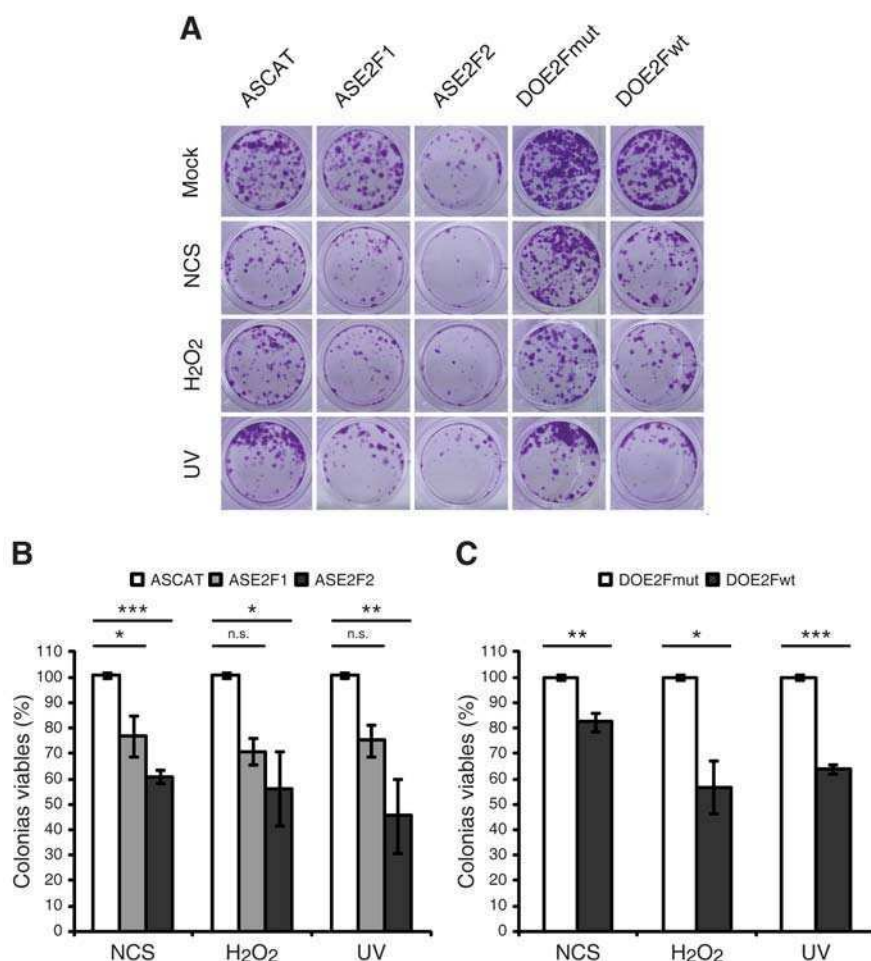 A
ASCAT ASE2F1 ASE2F2 DOE2Fmut DOE2Fwt
Mock
NCS
H2O2
UV
B
ASCAT ASE2F1 ASE2F2
*** * **
* n.s. n.s.
Colonias viables (%)
110
100
90
80
70
60
50
40
30
20
10
0
NCS H2O2 UV
C
DOE2Fmut DOE2Fwt
** * ***
Colonias viables (%)
110
100
90
80
70
60
50
40
30
20
10
0
NCS H2O2 UV